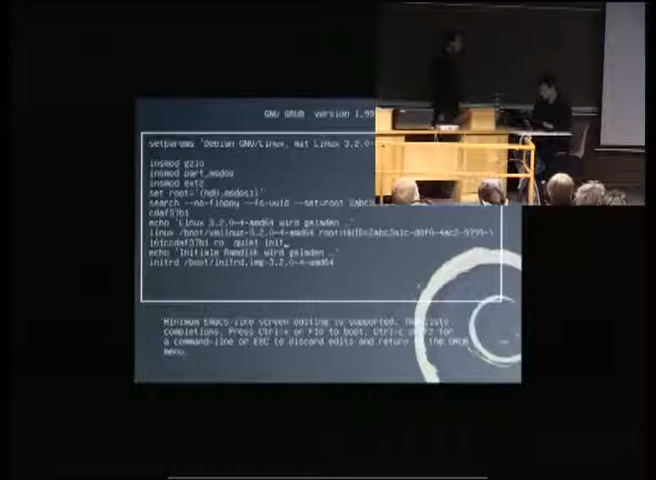 GNU GRUB version 1.99
setparams 'Debian GNU/Linux, mit Linux 3.2.0-
insmod gzio
insmod part_msdos
insmod ext2
set root='(hd0,msdos1)'
search --no-floppy --fs-uuid --set=root
cdaf37b1
echo 'Linux 3.2.0-4-amd64 wird geladen ...'
linux /boot/vmlinuz-3.2.0-4-amd64 root=UUID=
ro quiet init_
echo 'Initiale Ramdisk wird geladen ...'
initrd /boot/initrd.img-3.2.0-4-amd64
Minimum Emacs-like screen editing is supported. TAB lists
completions. Press Ctrl-x or F10 to boot, Ctrl-c or F2 for
a command-line or ESC to discard edits and return to the GRUB
menu.